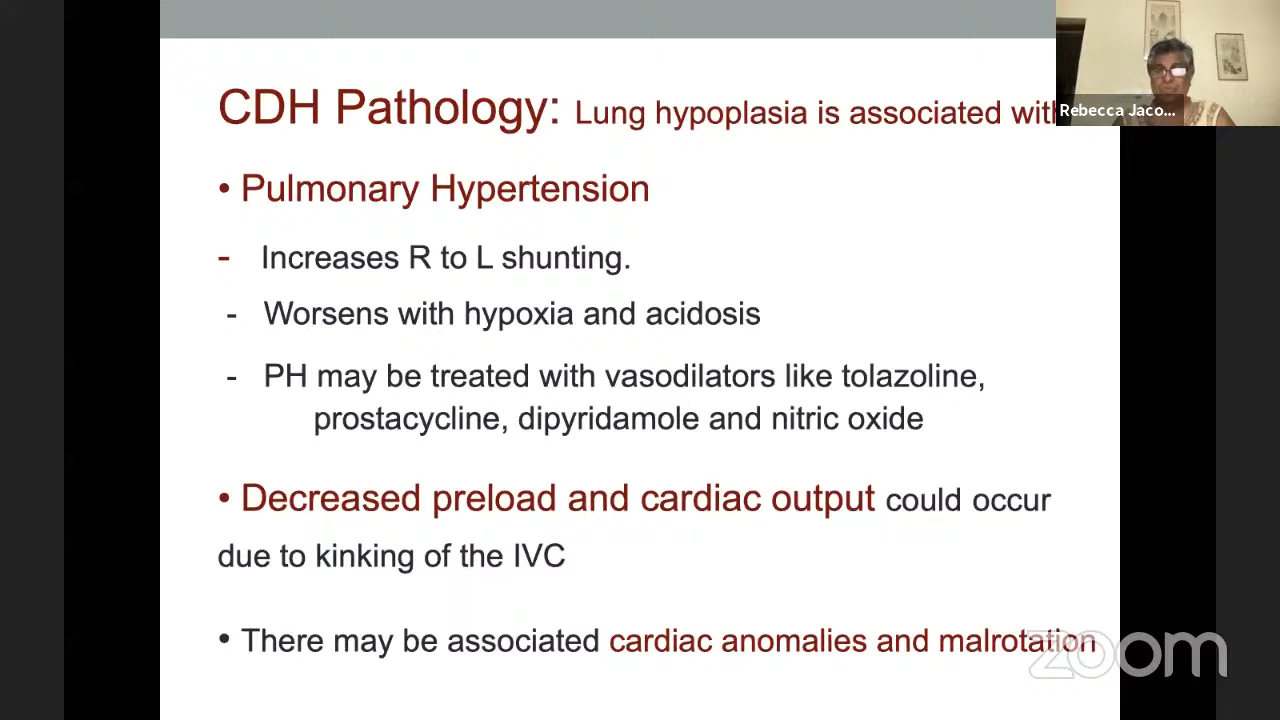 CDH Pathology: Lung hypoplasia is associated with
Rebecca Jaco...
• Pulmonary Hypertension
- Increases R to L shunting.
- Worsens with hypoxia and acidosis
- PH may be treated with vasodilators like tolazoline,
prostacycline, dipyridamole and nitric oxide
• Decreased preload and cardiac output could occur
due to kinking of the IVC
• There may be associated cardiac anomalies and malrotation
zoom